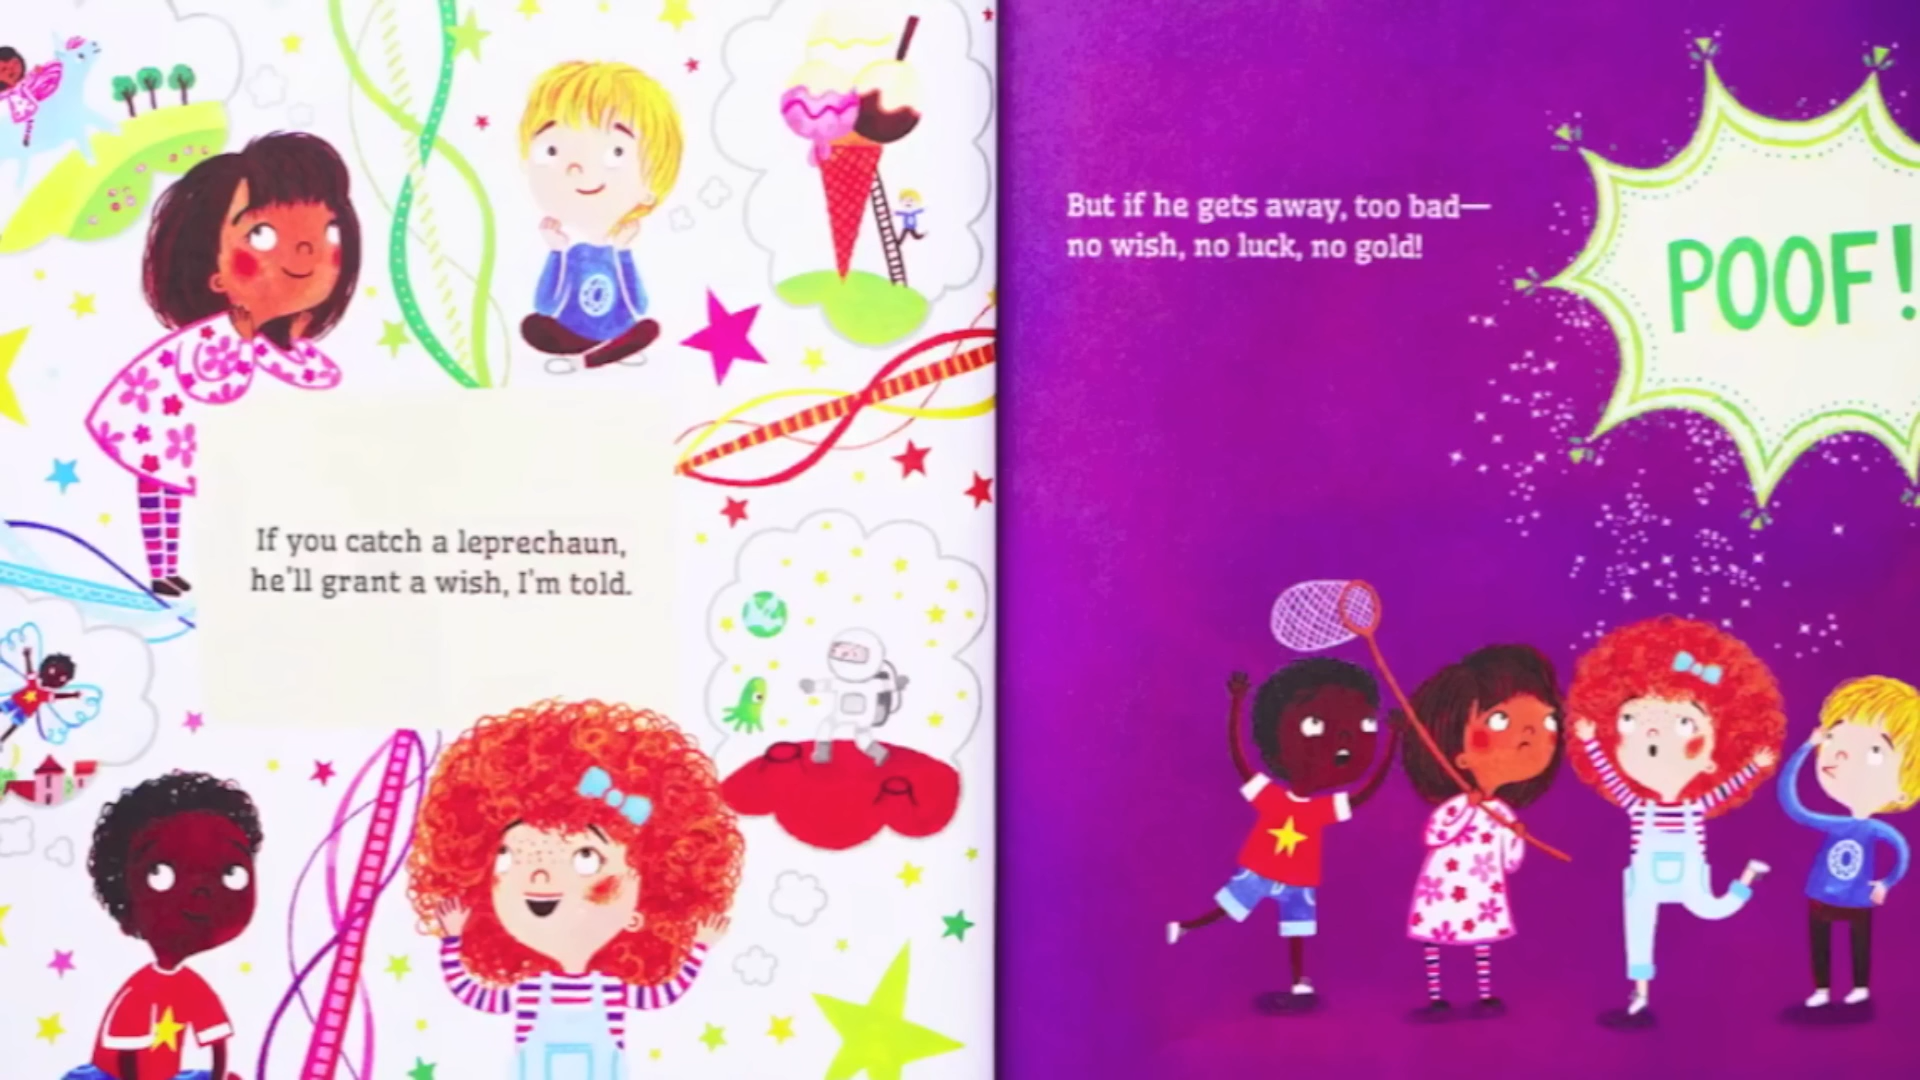 If you catch a leprechaun,
he'll grant a wish, I'm told.
But if he gets away, too bad—
no wish, no luck, no gold!
POOF!